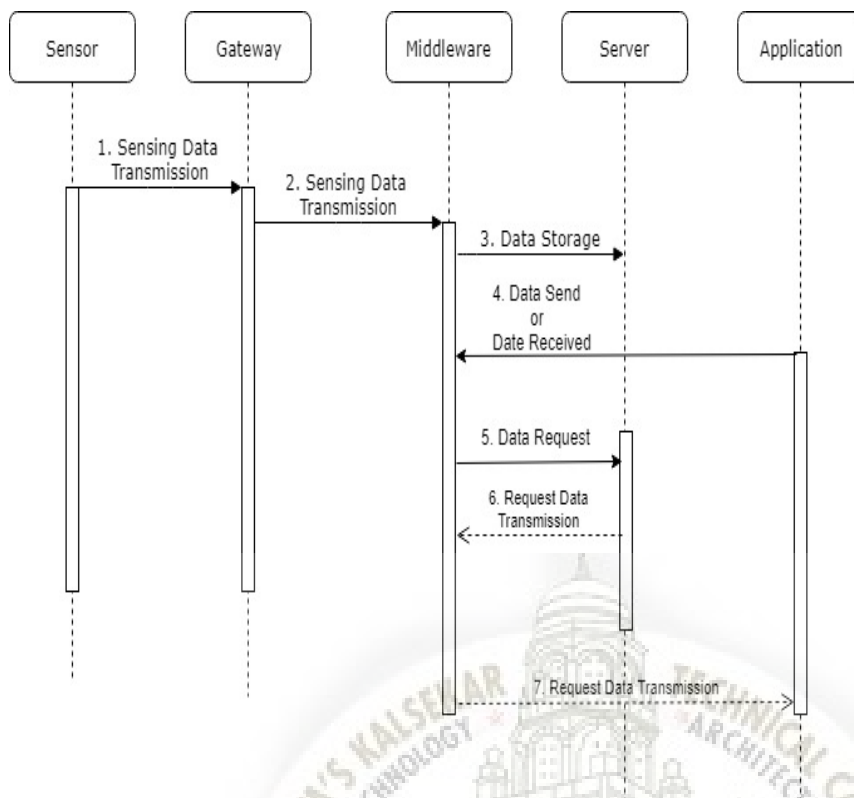 Sensor
Gateway
Middleware
Server
Application
1. Sensing Data
Transmission
2. Sensing Data
Transmission
3. Data Storage
4. Data Send
or
Date Received
5. Data Request
6. Request Data
Transmission
7. Request Data Transmission
KALSEKAR
TECHNICAL